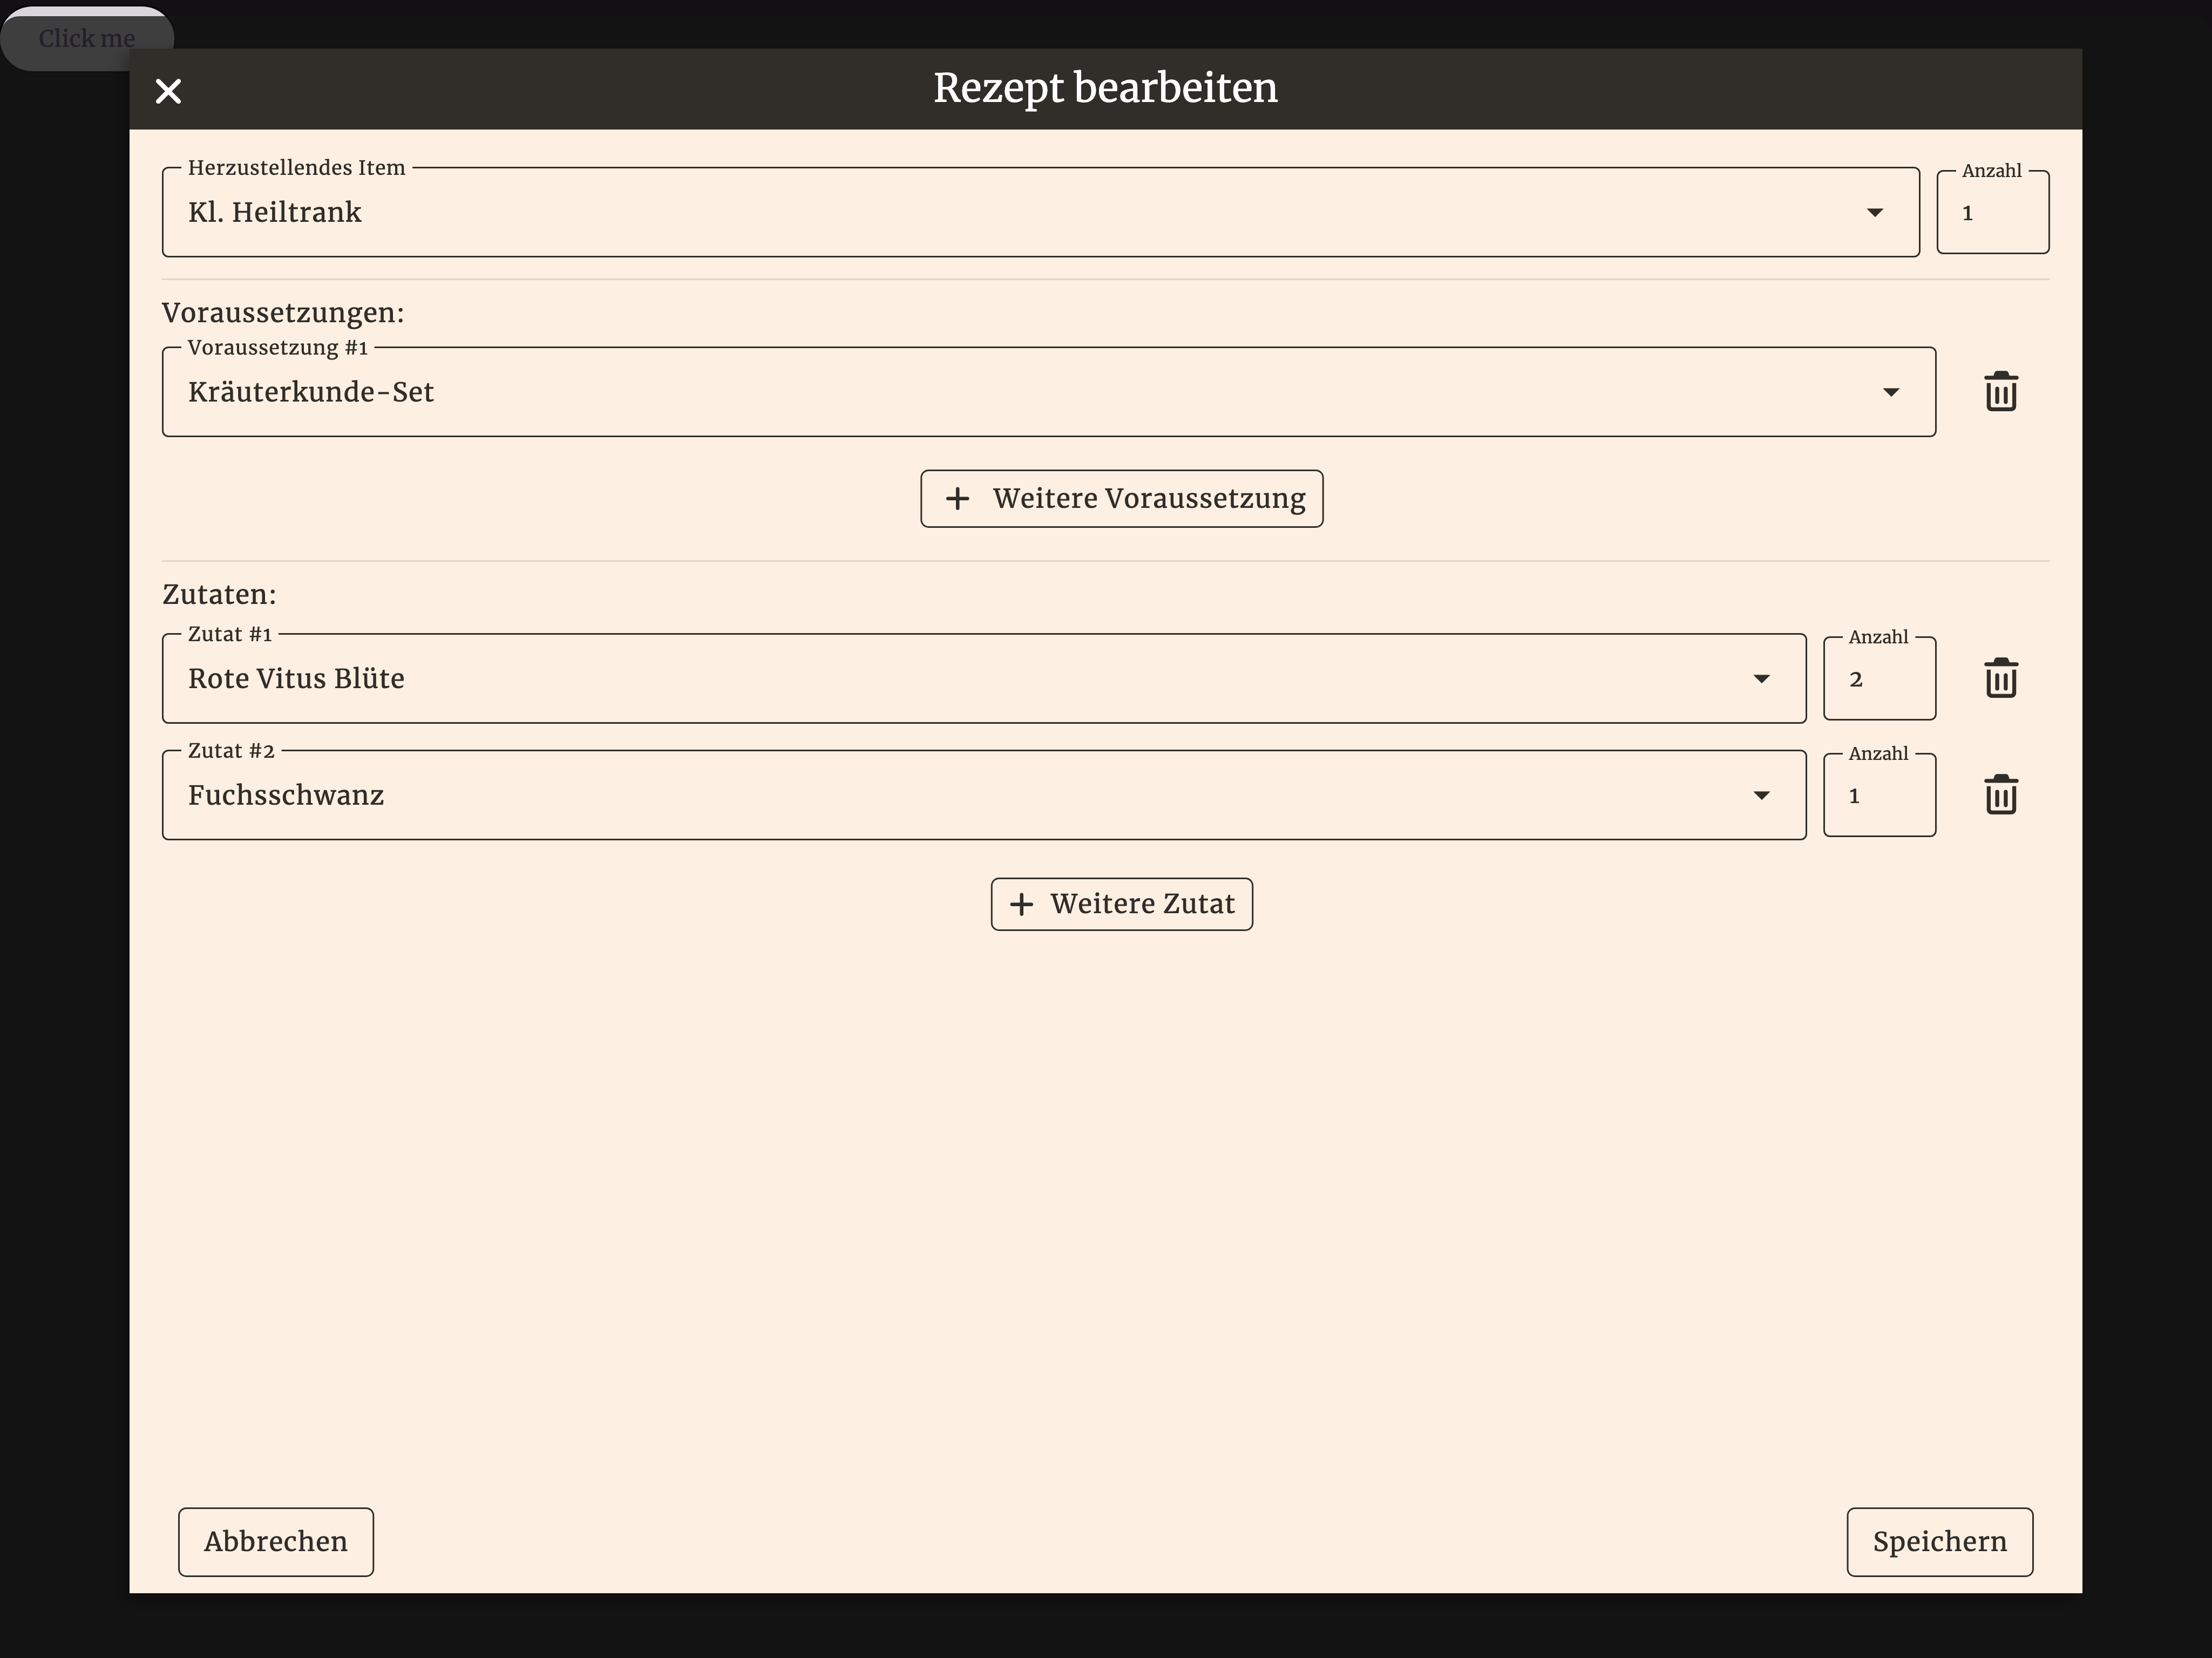 Click me
Rezept bearbeiten
Herzustellendes Item
Anzahl
Kl. Heiltrank
1
Voraussetzungen:
Voraussetzung #1
Kräuterkunde-Set
+ Weitere Voraussetzung
Zutaten:
Zutat #1
Anzahl
Rote Vitus Blüte
2
Zutat #2
Anzahl
Fuchsschwanz
1
+ Weitere Zutat
Abbrechen
Speichern